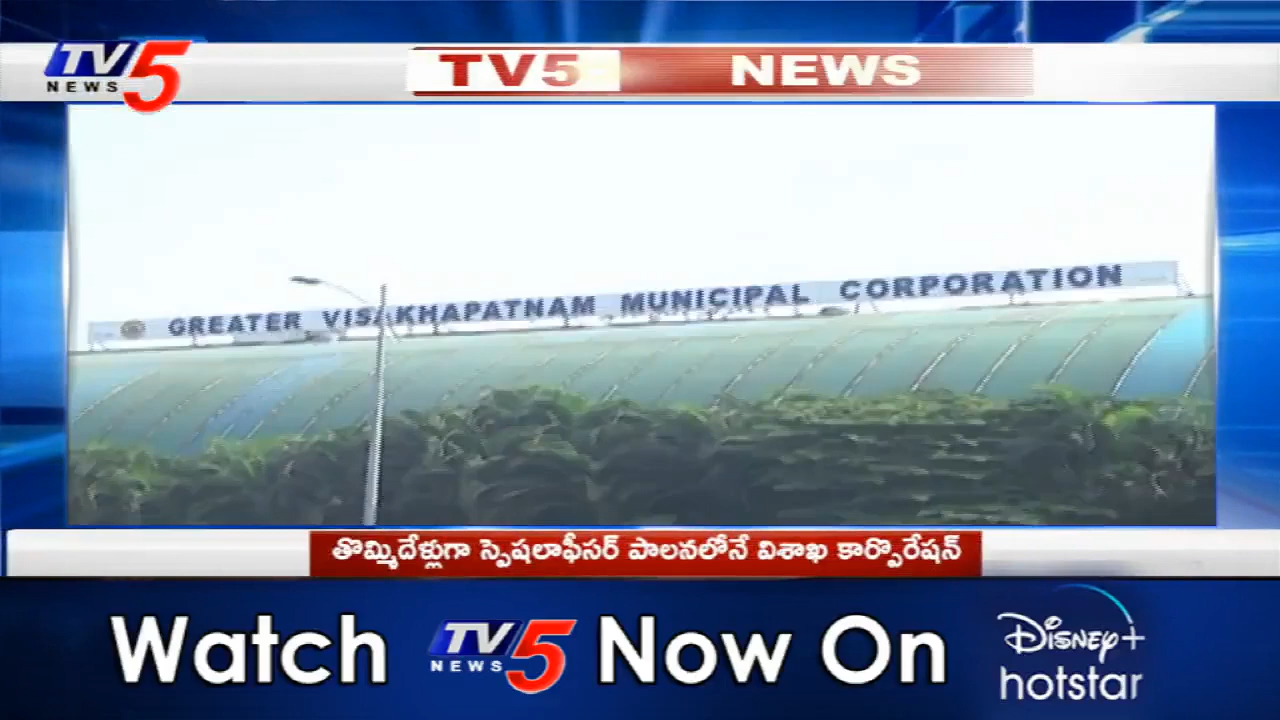 TV5 NEWS
TV5 NEWS
GREATER VISAKHAPATNAM MUNICIPAL CORPORATION
తొమ్మిదేళ్లుగా స్పెషలాఫీసర్ పాలనలోనే విశాఖ కార్పొరేషన్
Watch TV5 NEWS Now On Disney+ hotstar